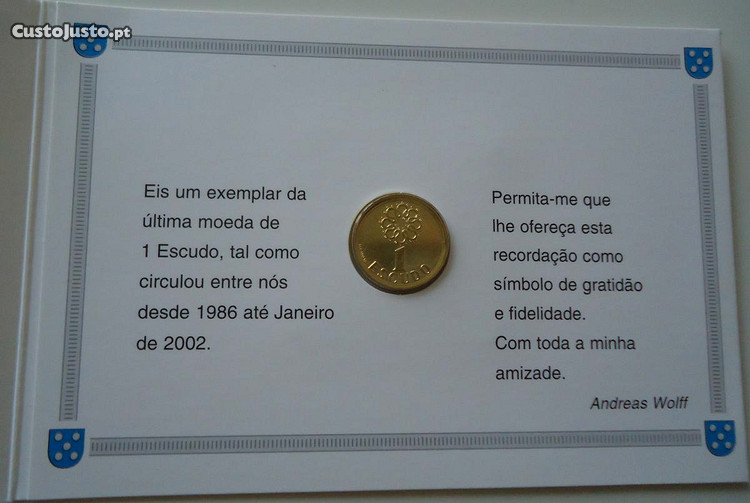 CustoJusto.pt
Eis um exemplar da
última moeda de
1 Escudo, tal como
circulou entre nós
desde 1986 até Janeiro
de 2002.
1
ESCUDO
Permita-me que
lhe ofereça esta
recordação como
símbolo de gratidão
e fidelidade.
Com toda a minha
amizade.
Andreas Wolff